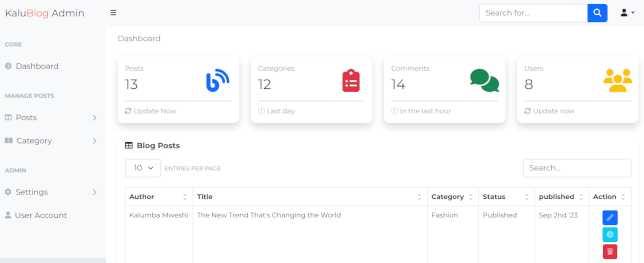 KaluBlog Admin
Search for...
CORE
Dashboard
MANAGE POSTS
Posts
Category
ADMIN
Settings
User Account
Dashboard
Posts
13
Update Now
Categories
12
Last day
Comments
14
In the last hour
Users
8
Update now
Blog Posts
10 ENTRIES PER PAGE
Search...
Author Title Category Status published Action
Kalumba Mweshi The New Trend That's Changing the World Fashion Published Sep 2nd '23